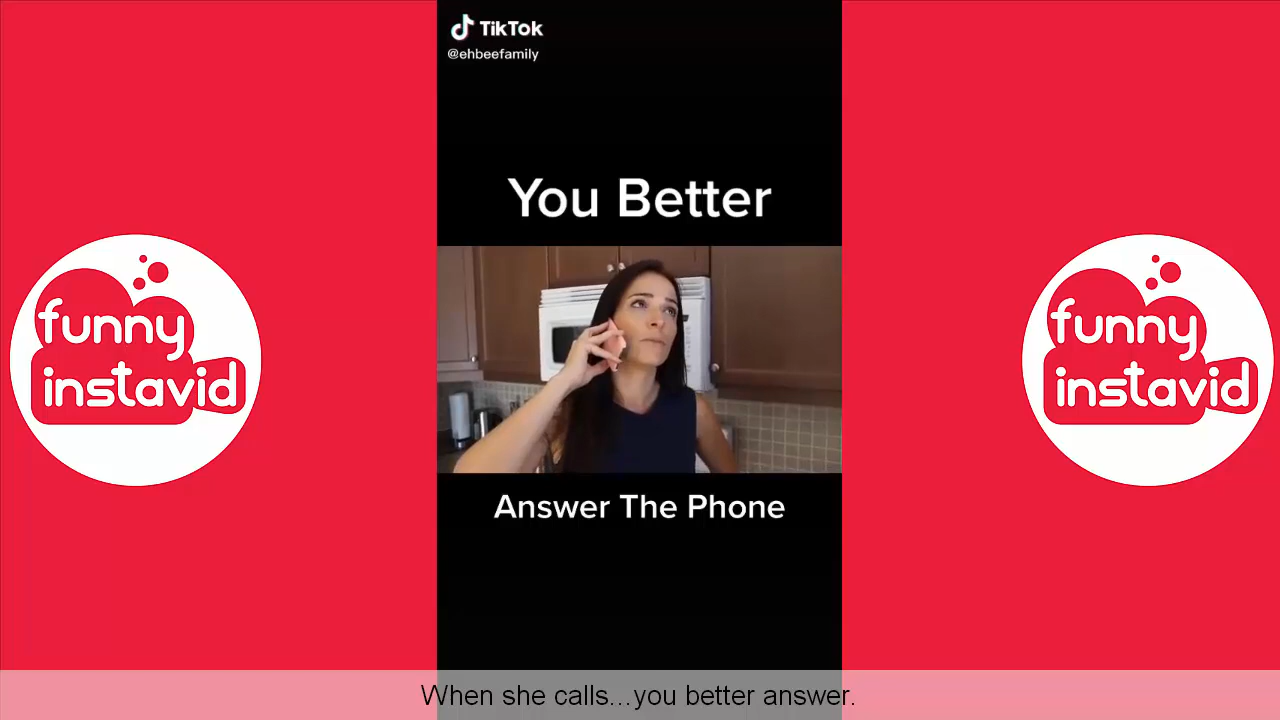 TikTok
@ehbeefamily
You Better
funny
instavid
funny
instavid
Answer The Phone
When she calls...you better answer.